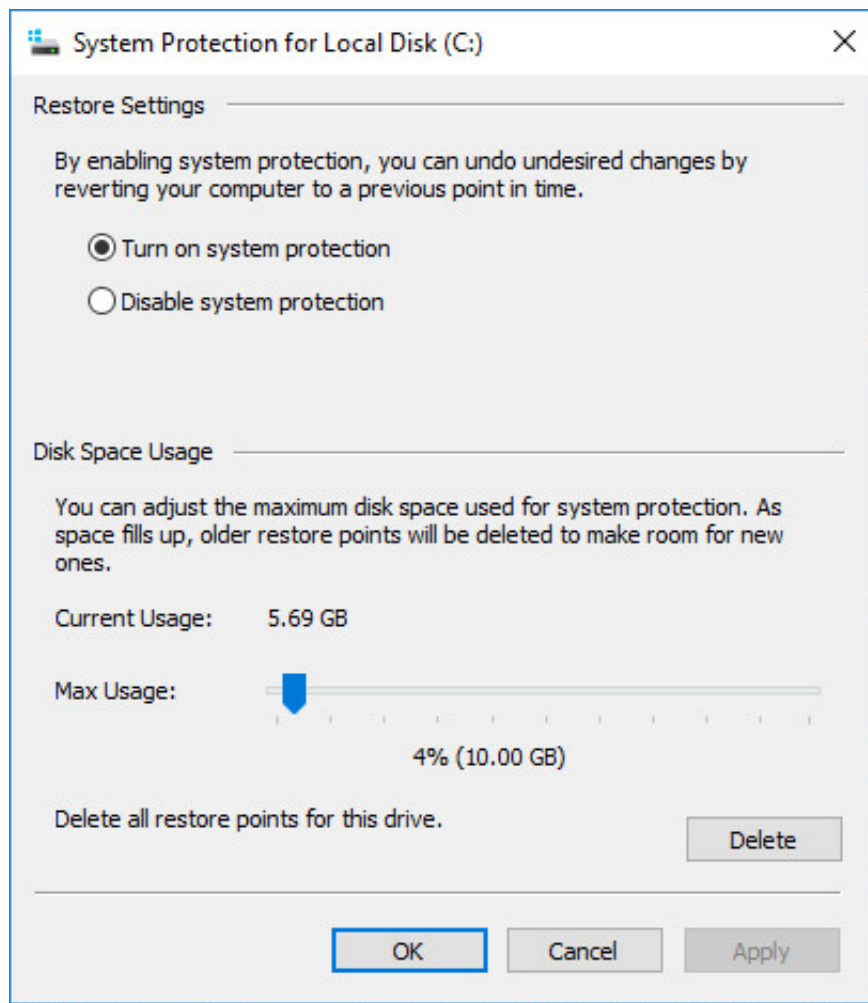 System Protection for Local Disk (C:)
Restore Settings
By enabling system protection, you can undo undesired changes by
reverting your computer to a previous point in time.
Turn on system protection
Disable system protection
Disk Space Usage
You can adjust the maximum disk space used for system protection. As
space fills up, older restore points will be deleted to make room for new
ones.
Current Usage: 5.69 GB
Max Usage:
4% (10.00 GB)
Delete all restore points for this drive.
Delete
OK Cancel Apply